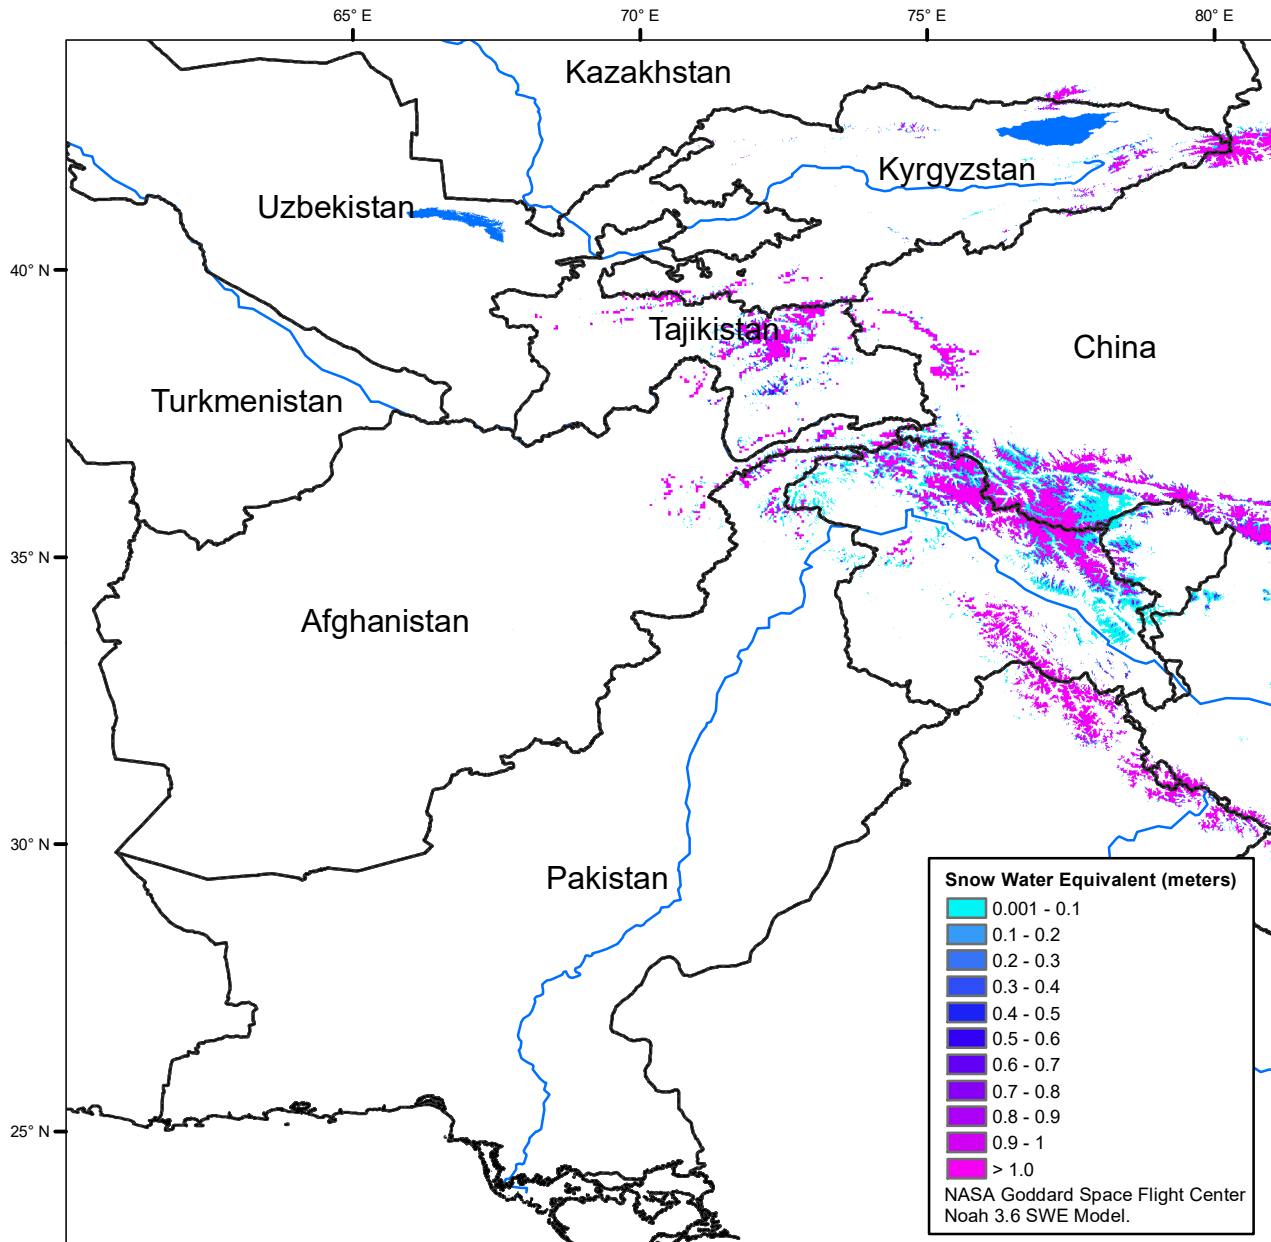 65° E
70° E
75° E
80° E
Kazakhstan
Kyrgyzstan
Uzbekistan
40° N
Tajikistan
China
Turkmenistan
35° N
Afghanistan
30° N
Pakistan
25° N
Snow Water Equivalent (meters)
0.001 - 0.1
0.1 - 0.2
0.2 - 0.3
0.3 - 0.4
0.4 - 0.5
0.5 - 0.6
0.6 - 0.7
0.7 - 0.8
0.8 - 0.9
0.9 - 1
> 1.0
NASA Goddard Space Flight Center
Noah 3.6 SWE Model.